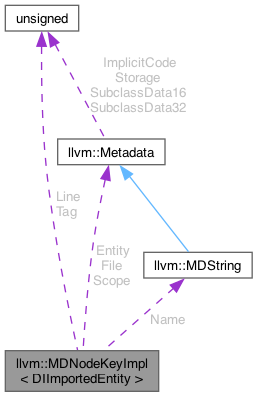 unsigned
ImplicitCode
Storage
SubclassData16
SubclassData32
llvm::Metadata
Line
Tag
Entity
File
Scope
llvm::MDString
Name
llvm::MDNodeKeyImpl
< DIImportedEntity >